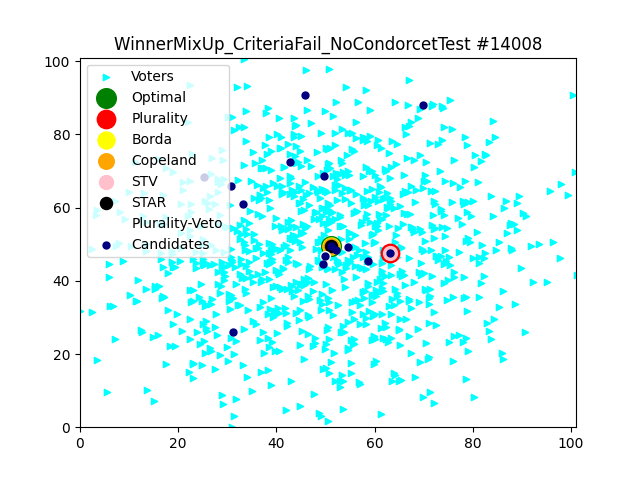 WinnerMixUp_CriteriaFail_NoCondorcetTest #14008
100
80
60
40
20
0
0
20
40
60
80
100
Voters
Optimal
Plurality
Borda
Copeland
STV
STAR
Plurality-Veto
Candidates